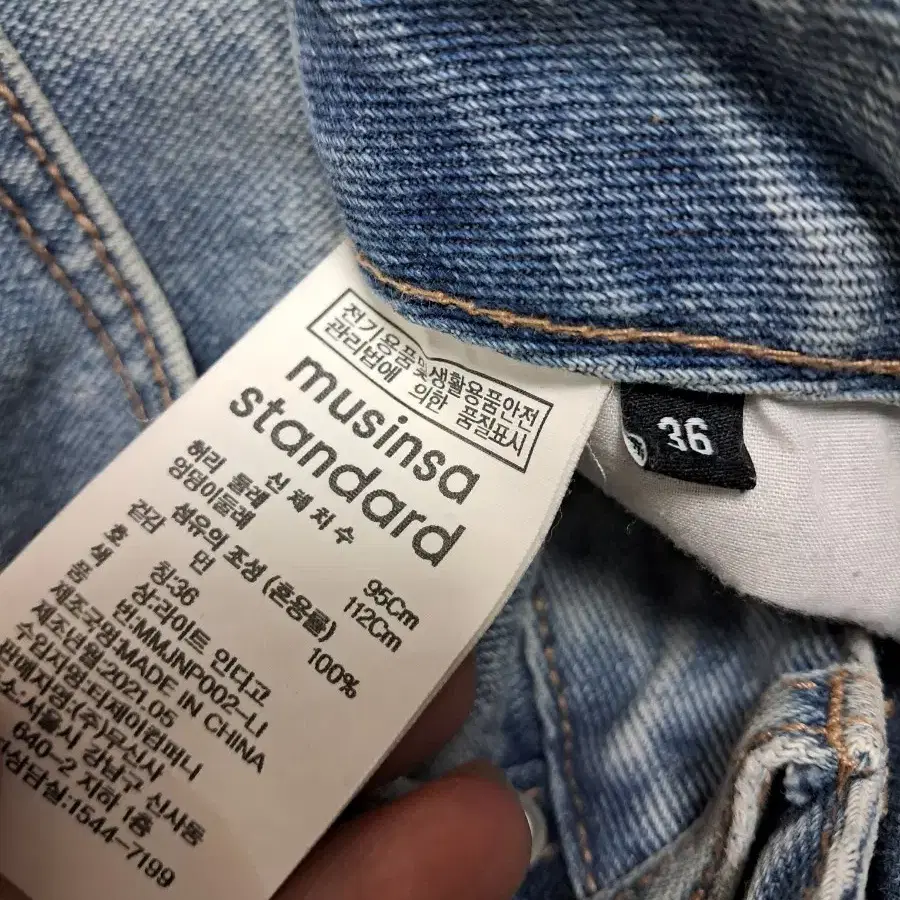 전기용품및생활용품안전
관리법에 의한 품질표시
musinsa
standard
신 체 치 수
허리 둘레 95Cm
엉덩이둘레 112Cm
섬유의 조성 (혼용률)
겉감 면 100%
호 칭:36
색 상:라이트 인디고
품 번:MMJNP002-LI
제조국명:MADE IN CHINA
제조년월:2021.05
수입자명:티제이컴머니
판매자명(주)무신사
소:서울시 강남구 신사동
640-2 지하 1층
상담실:1544-7199
36